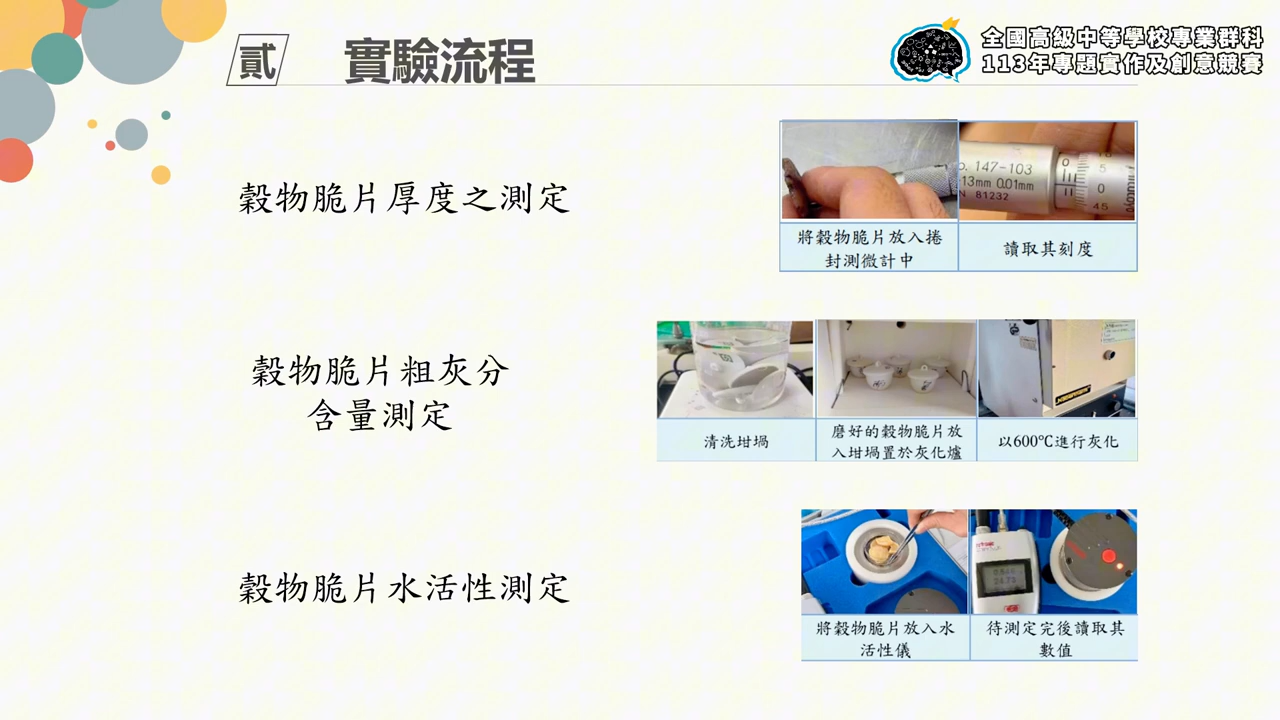 貳
實驗流程
全國高級中等學校專業群科
113年專題實作及創意競賽
穀物脆片厚度之測定
147-103
13mm 0.01mm
81232
0
5
0
45
將穀物脆片放入捲
封測微計中
讀取其刻度
穀物脆片粗灰分
含量測定
清洗坩堝
磨好的穀物脆片放
入坩堝置於灰化爐
以600℃進行灰化
穀物脆片水活性測定
將穀物脆片放入水
活性儀
待測定完後讀取其
數值